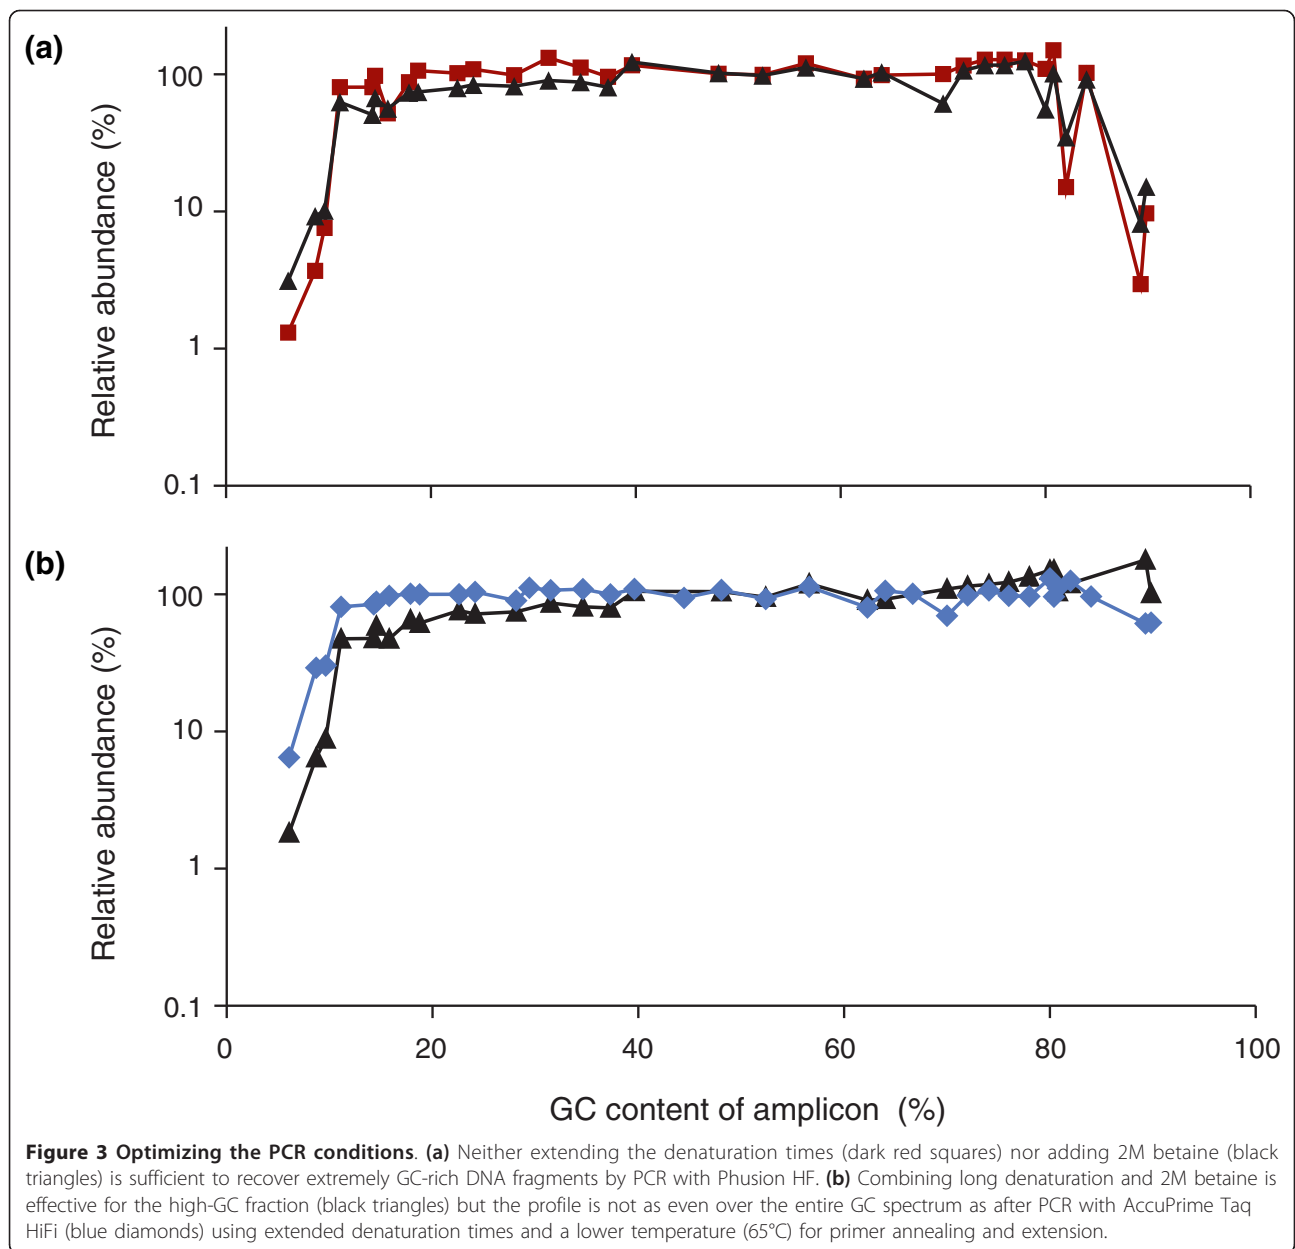 (a)
100
10
1
0.1
Relative abundance (%)
(b)
100
10
1
0.1
Relative abundance (%)
0 20 40 60 80 100
GC content of amplicon (%)
Figure 3 Optimizing the PCR conditions. (a) Neither extending the denaturation times (dark red squares) nor adding 2M betaine (black
triangles) is sufficient to recover extremely GC-rich DNA fragments by PCR with Phusion HF. (b) Combining long denaturation and 2M betaine is
effective for the high-GC fraction (black triangles) but the profile is not as even over the entire GC spectrum as after PCR with AccuPrime Taq
HiFi (blue diamonds) using extended denaturation times and a lower temperature (65°C) for primer annealing and extension.